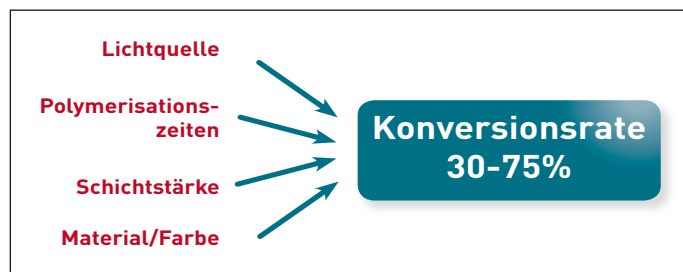 Lichtquelle
Polymerisations-
zeiten
Schichtstärke
Material/Farbe
Konversionsrate
30-75%